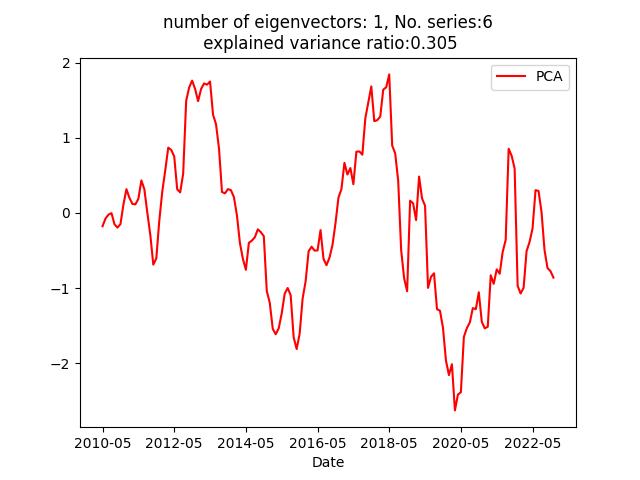 number of eigenvectors: 1, No. series:6
explained variance ratio:0.305
PCA
2
1
0
−1
−2
2010-05 2012-05 2014-05 2016-05 2018-05 2020-05 2022-05
Date